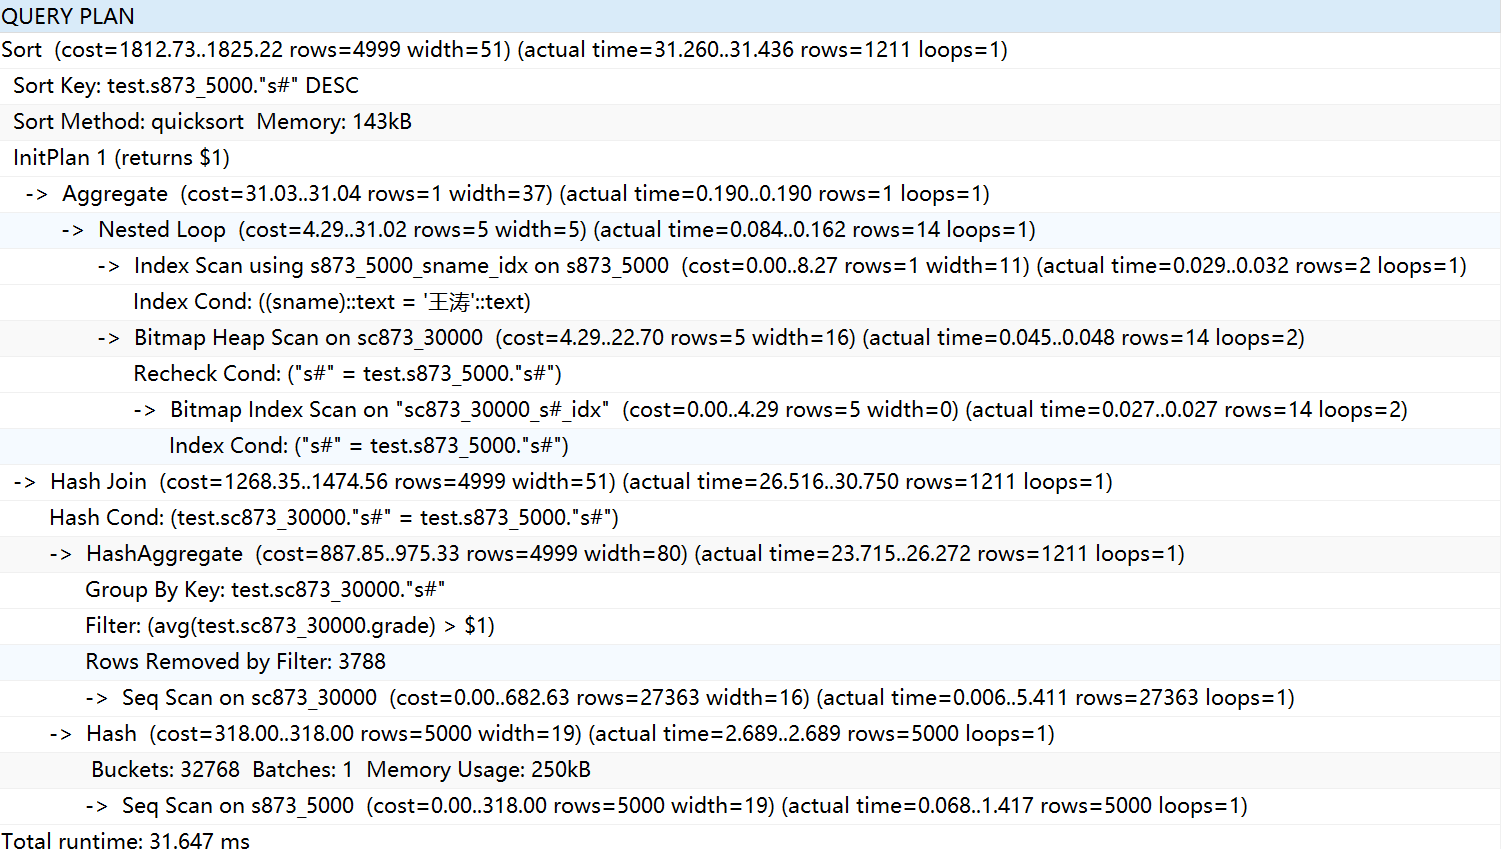 QUERY PLAN
Sort  (cost=1812.73..1825.22 rows=4999 width=51) (actual time=31.260..31.436 rows=1211 loops=1)
Sort Key: test.s873_5000."s#" DESC
Sort Method: quicksort  Memory: 143kB
InitPlan 1 (returns $1)
->  Aggregate  (cost=31.03..31.04 rows=1 width=37) (actual time=0.190..0.190 rows=1 loops=1)
->  Nested Loop  (cost=4.29..31.02 rows=5 width=5) (actual time=0.084..0.162 rows=14 loops=1)
->  Index Scan using s873_5000_sname_idx on s873_5000  (cost=0.00..8.27 rows=1 width=11) (actual time=0.029..0.032 rows=2 loops=1)
Index Cond: ((sname)::text = '王涛'::text)
->  Bitmap Heap Scan on sc873_30000  (cost=4.29..22.70 rows=5 width=16) (actual time=0.045..0.048 rows=14 loops=2)
Recheck Cond: ("s#" = test.s873_5000."s#")
->  Bitmap Index Scan on "sc873_30000_s#_idx"  (cost=0.00..4.29 rows=5 width=0) (actual time=0.027..0.027 rows=14 loops=2)
Index Cond: ("s#" = test.s873_5000."s#")
->  Hash Join  (cost=1268.35..1474.56 rows=4999 width=51) (actual time=26.516..30.750 rows=1211 loops=1)
Hash Cond: (test.sc873_30000."s#" = test.s873_5000."s#")
->  HashAggregate  (cost=887.85..975.33 rows=4999 width=80) (actual time=23.715..26.272 rows=1211 loops=1)
Group By Key: test.sc873_30000."s#"
Filter: (avg(test.sc873_30000.grade) > $1)
Rows Removed by Filter: 3788
->  Seq Scan on sc873_30000  (cost=0.00..682.63 rows=27363 width=16) (actual time=0.006..5.411 rows=27363 loops=1)
->  Hash  (cost=318.00..318.00 rows=5000 width=19) (actual time=2.689..2.689 rows=5000 loops=1)
Buckets: 32768  Batches: 1  Memory Usage: 250kB
->  Seq Scan on s873_5000  (cost=0.00..318.00 rows=5000 width=19) (actual time=0.068..1.417 rows=5000 loops=1)
Total runtime: 31.647 ms